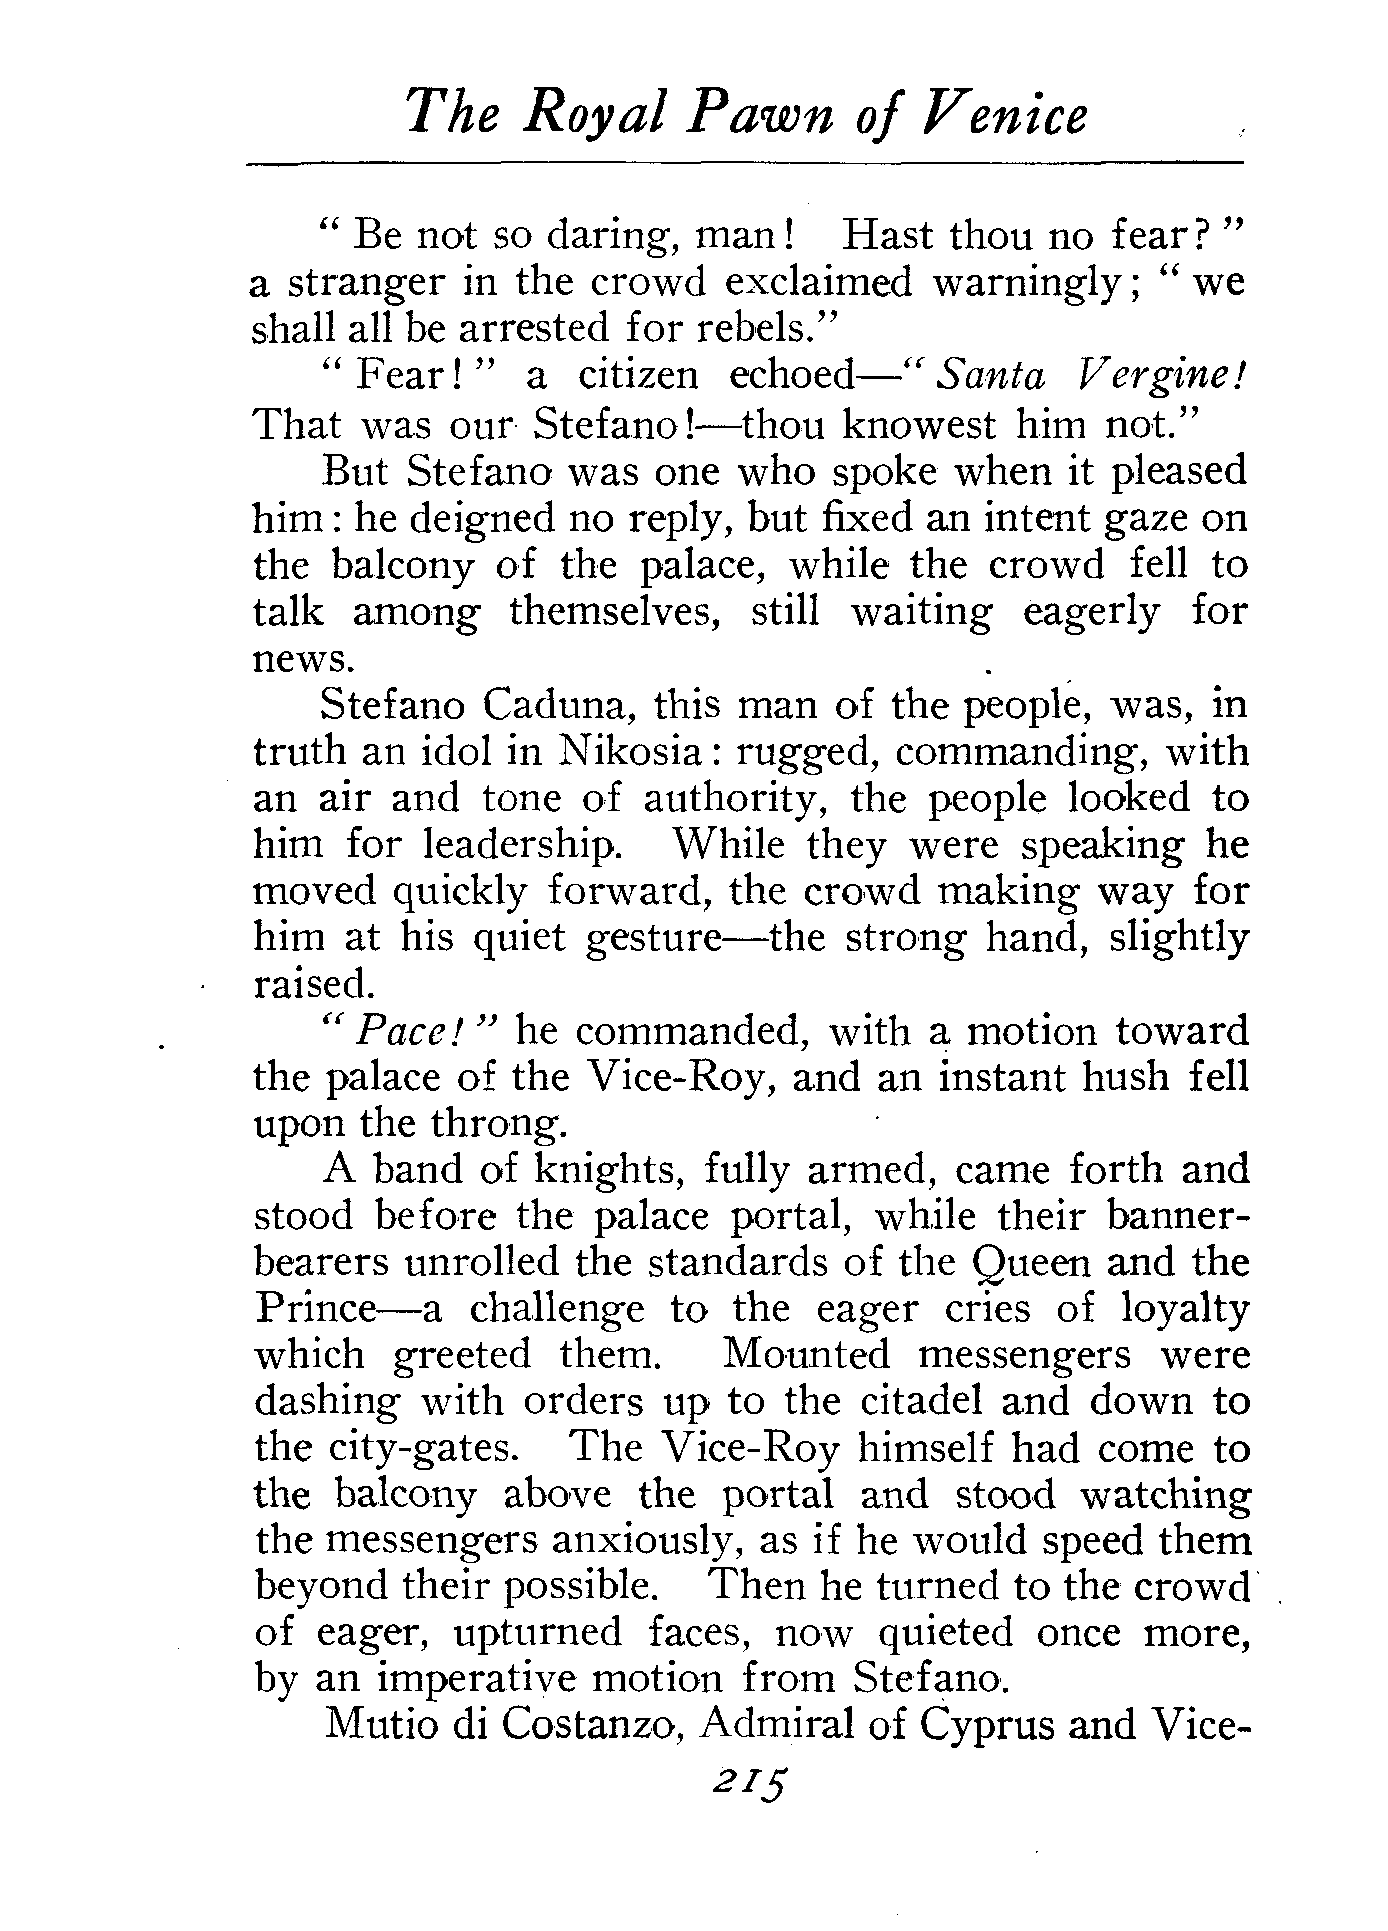 The Royal Pawn of Venice
" Be not so daring, man! Hast thou no fear? "
a stranger in the crowd exclaimed warningly; " we
shall all be arrested for rebels."
" Fear! " a citizen echoed—" Santa Vergine!
That was our Stefano!—thou knowest him not."
But Stefano was one who spoke when it pleased
him: he deigned no reply, but fixed an intent gaze on
the balcony of the palace, while the crowd fell to
talk among themselves, still waiting eagerly for
news.
Stefano Caduna, this man of the people, was, in
truth an idol in Nikosia: rugged, commanding, with
an air and tone of authority, the people looked to
him for leadership. While they were speaking he
moved quickly forward, the crowd making way for
him at his quiet gesture—the strong hand, slightly
raised.
" Pace! " he commanded, with a motion toward
the palace of the Vice-Roy, and an instant hush fell
upon the throng.
A band of knights, fully armed, came forth and
stood before the palace portal, while their banner-
bearers unrolled the standards of the Queen and the
Prince—a challenge to the eager cries of loyalty
which greeted them. Mounted messengers were
dashing with orders up to the citadel and down to
the city-gates. The Vice-Roy himself had come to
the balcony above the portal and stood watching
the messengers anxiously, as if he would speed them
beyond their possible. Then he turned to the crowd
of eager, upturned faces, now quieted once more,
by an imperative motion from Stefano.
Mutio di Costanzo, Admiral of Cyprus and Vice-
215